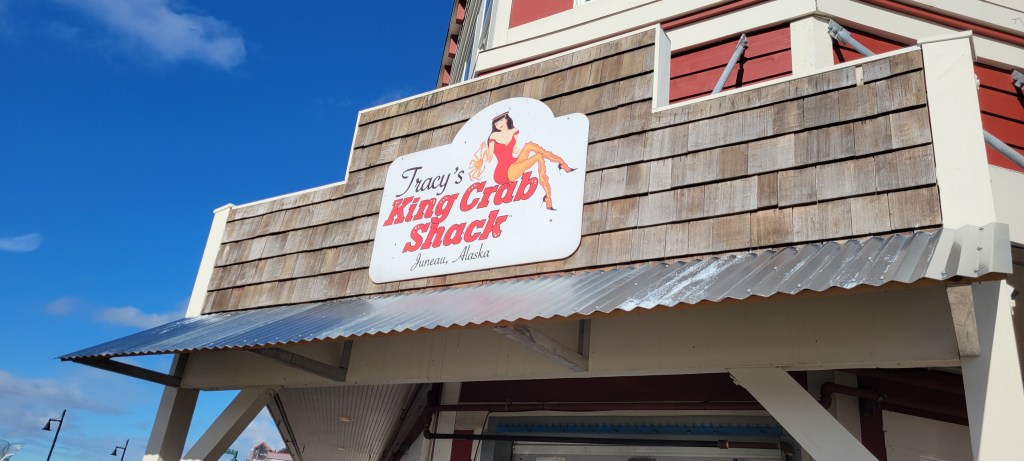 Tracy's
King Crab
Shack
Juneau, Alaska